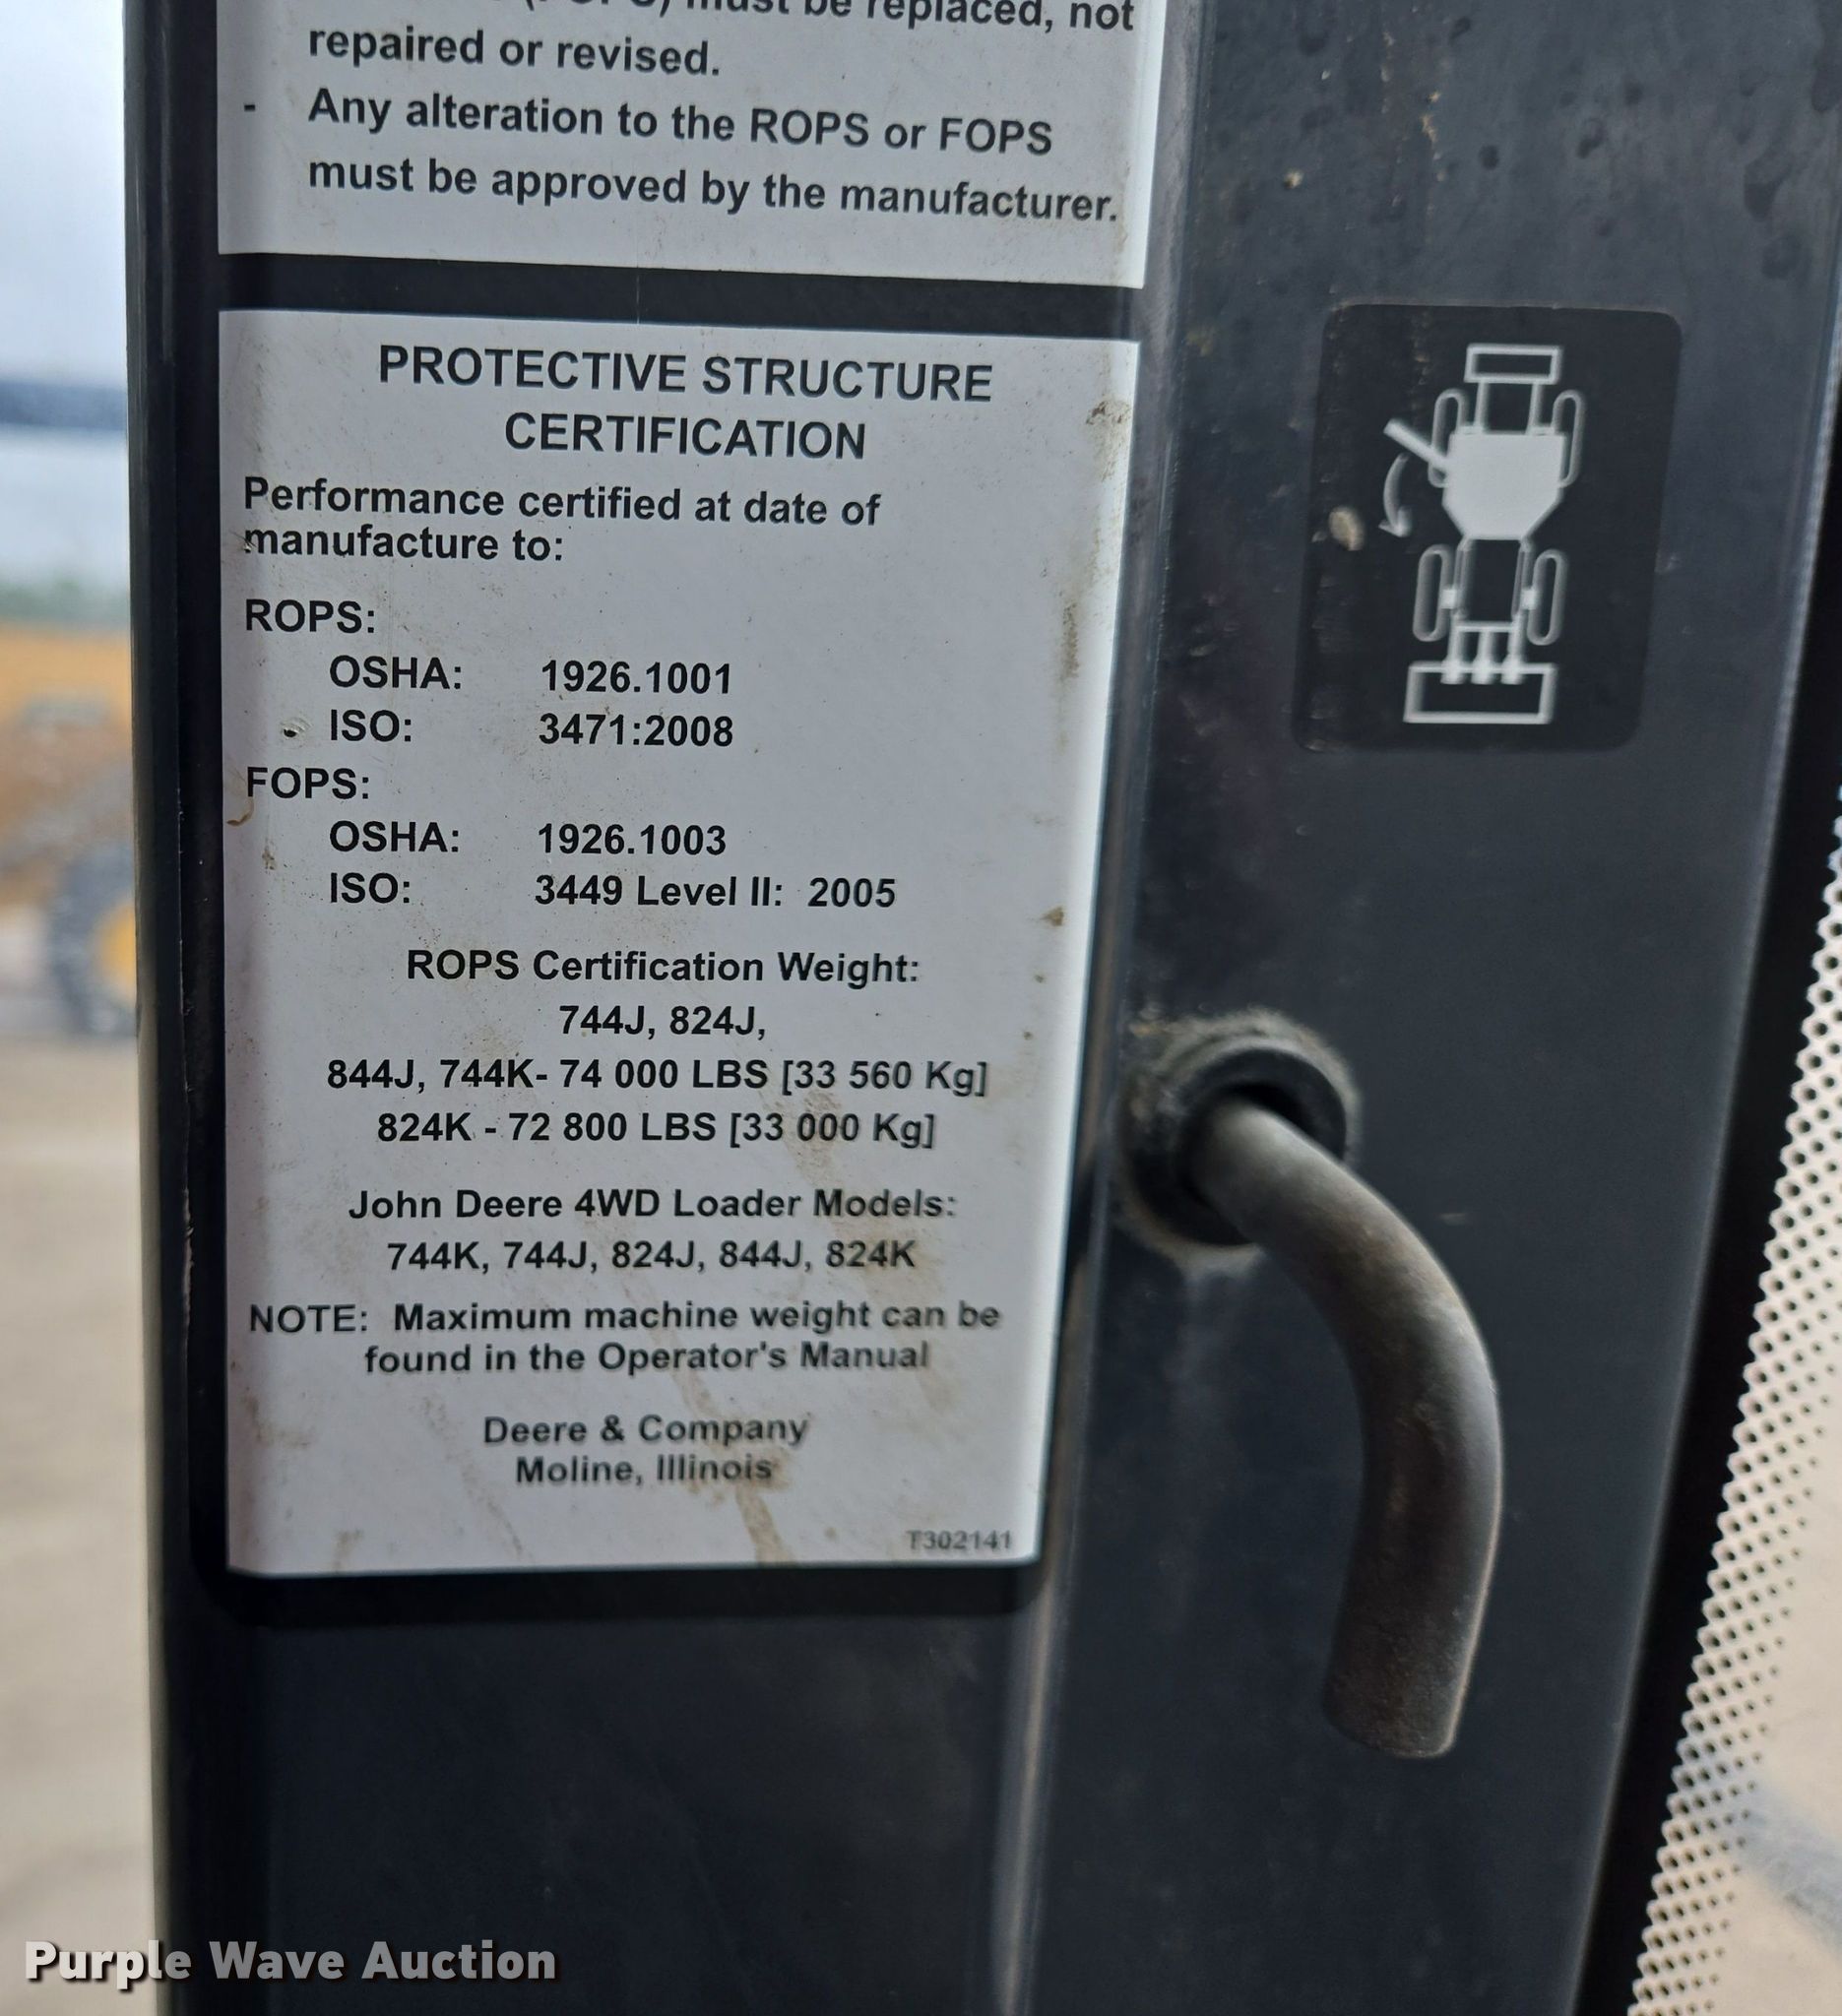 must be replaced, not
repaired or revised.
- Any alteration to the ROPS or FOPS
must be approved by the manufacturer.
PROTECTIVE STRUCTURE
CERTIFICATION
Performance certified at date of
manufacture to:
ROPS:
OSHA: 1926.1001
ISO: 3471:2008
FOPS:
OSHA: 1926.1003
ISO: 3449 Level II: 2005
ROPS Certification Weight:
744J, 824J,
844J, 744K- 74 000 LBS [33 560 Kg]
824K - 72 800 LBS [33 000 Kg]
John Deere 4WD Loader Models:
744K, 744J, 824J, 844J, 824K
NOTE: Maximum machine weight can be
found in the Operator's Manual
Deere & Company
Moline, Illinois
T302141
Purple Wave Auction